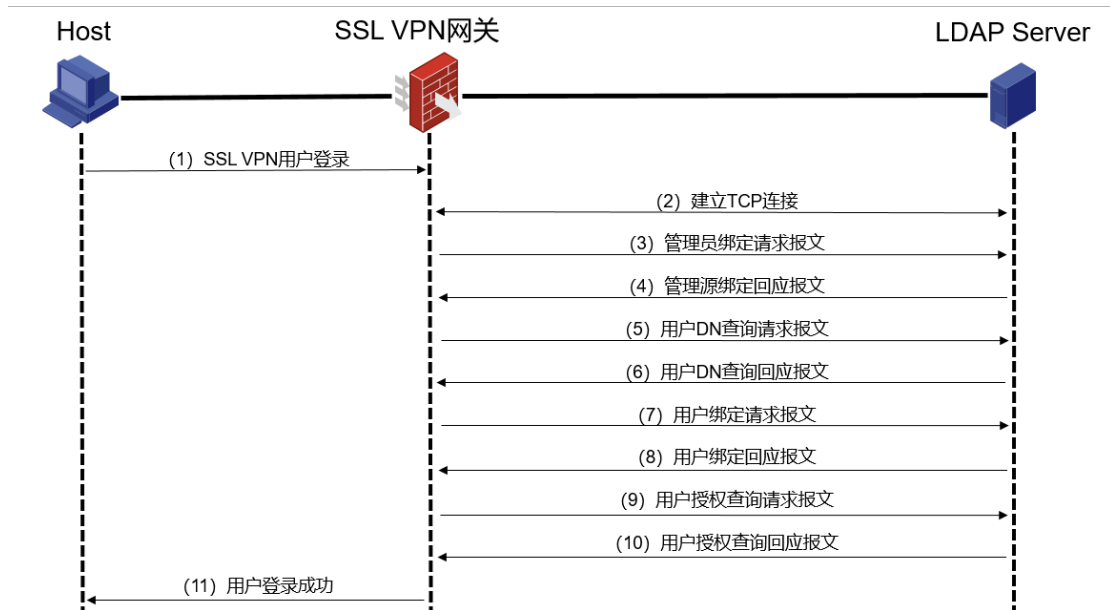 Host
SSL VPN网关
LDAP Server
(1) SSL VPN用户登录
(2) 建立TCP连接
(3) 管理员绑定请求报文
(4) 管理源绑定回应报文
(5) 用户DN查询请求报文
(6) 用户DN查询回应报文
(7) 用户绑定请求报文
(8) 用户绑定回应报文
(9) 用户授权查询请求报文
(10) 用户授权查询回应报文
(11) 用户登录成功